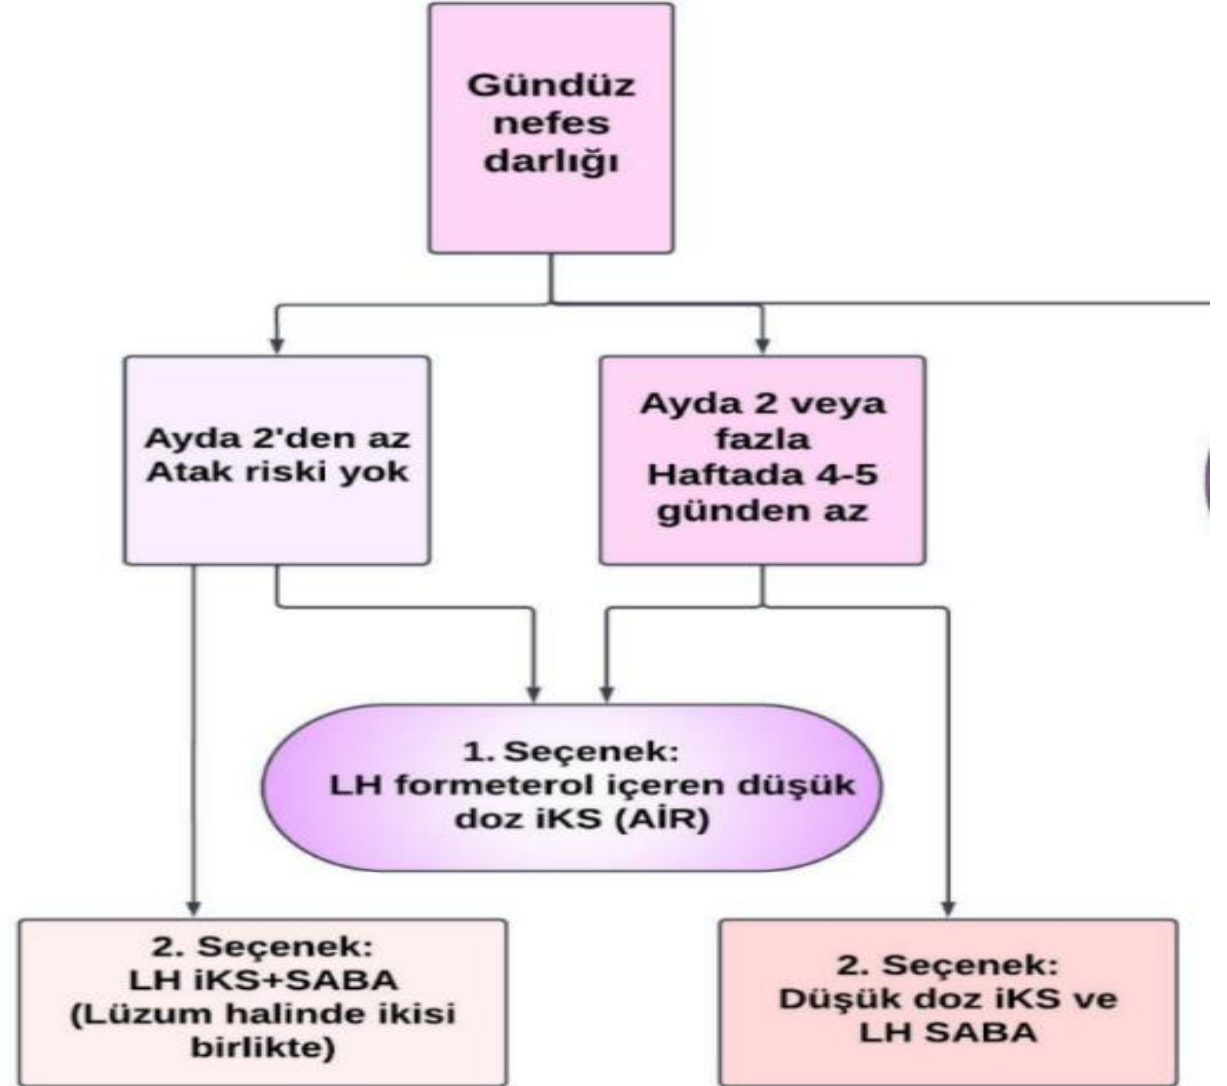 Gündüz
nefes
darlığı
Ayda 2'den az
Atak riski yok
Ayda 2 veya
fazla
Haftada 4-5
günden az
1. Seçenek:
LH formeterol içeren düşük
doz iKS (AİR)
2. Seçenek:
LH iKS+SABA
(Lüzum halinde ikisi
birlikte)
2. Seçenek:
Düşük doz iKS ve
LH SABA